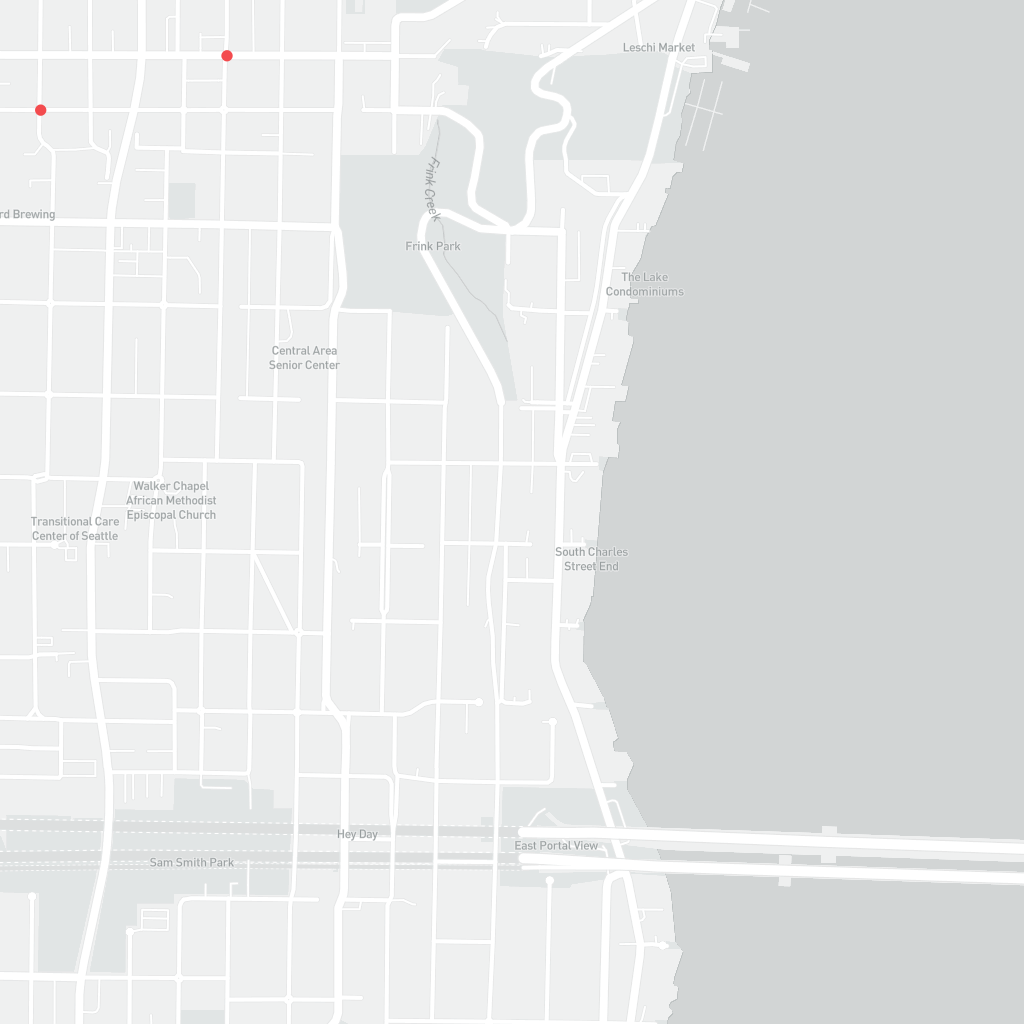 Leschi Market
Frink Creek
rd Brewing
Frink Park
The Lake
Condominiums
Central Area
Senior Center
Walker Chapel
African Methodist
Episcopal Church
Transitional Care
Center of Seattle
South Charles
Street End
Hey Day
East Portal View
Sam Smith Park